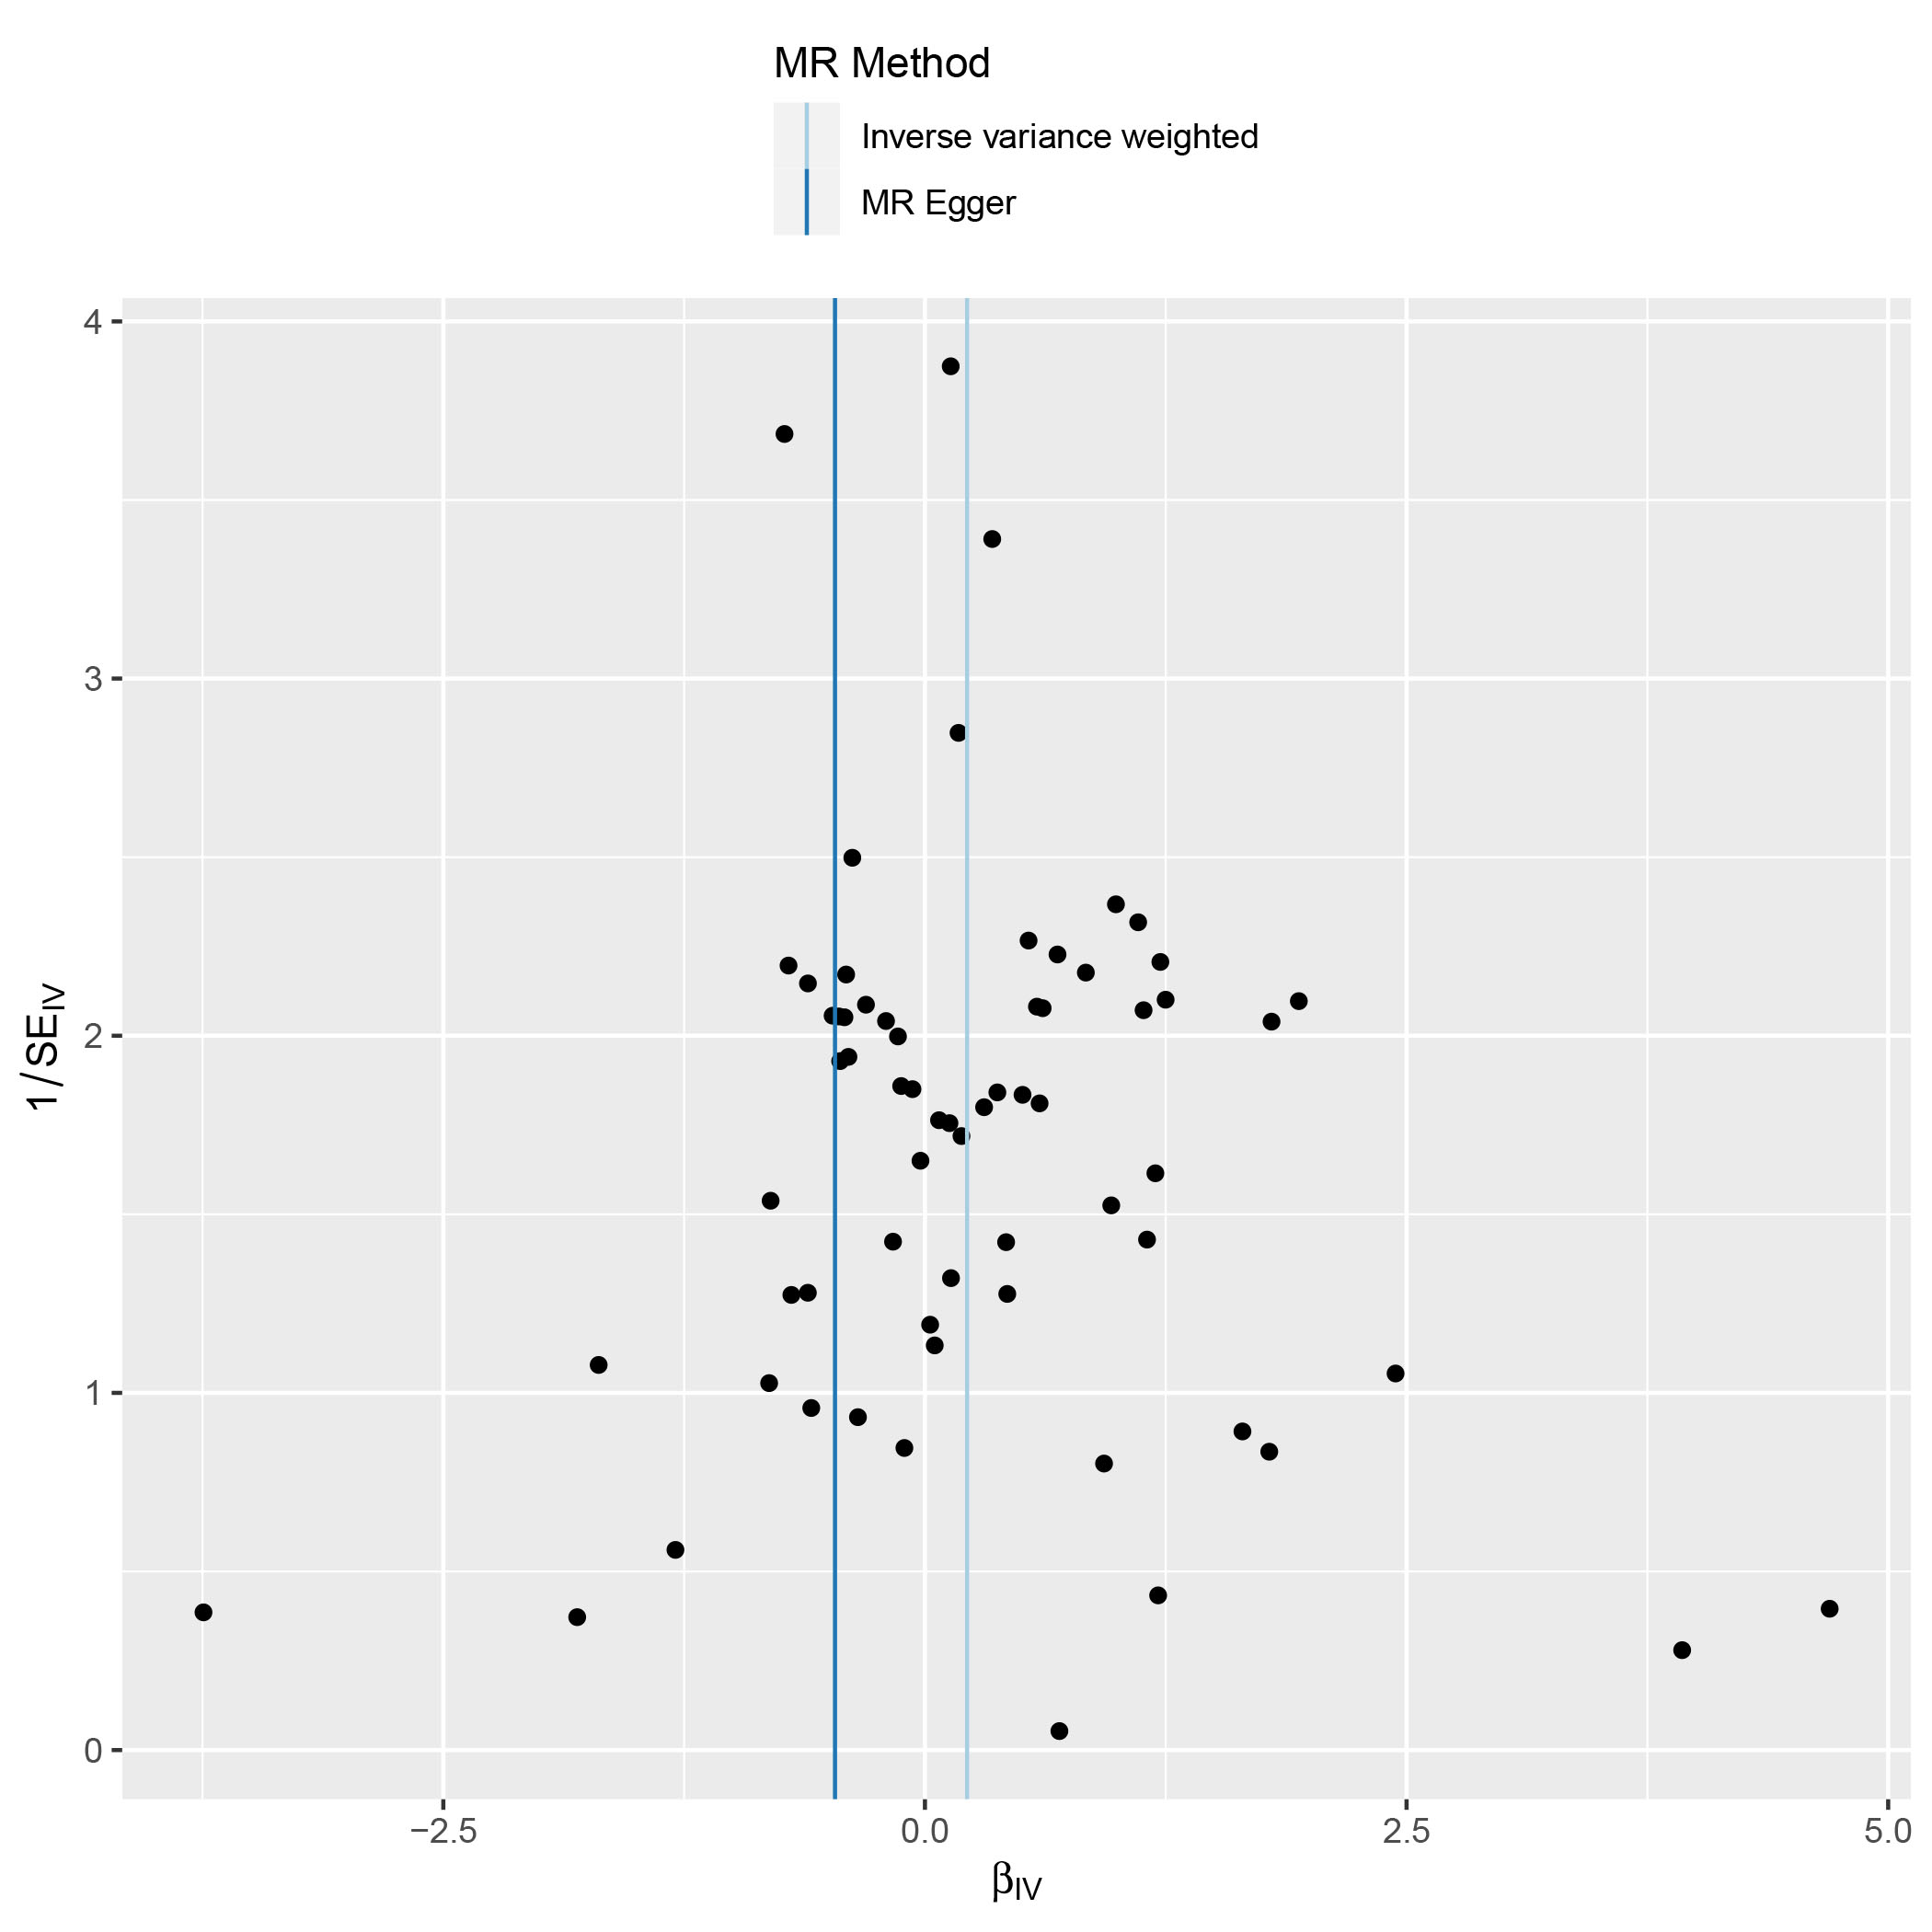 MR Method
Inverse variance weighted
MR Egger
4
3
2
1
0
1 / SE_IV
−2.5
0.0
2.5
5.0
β_IV